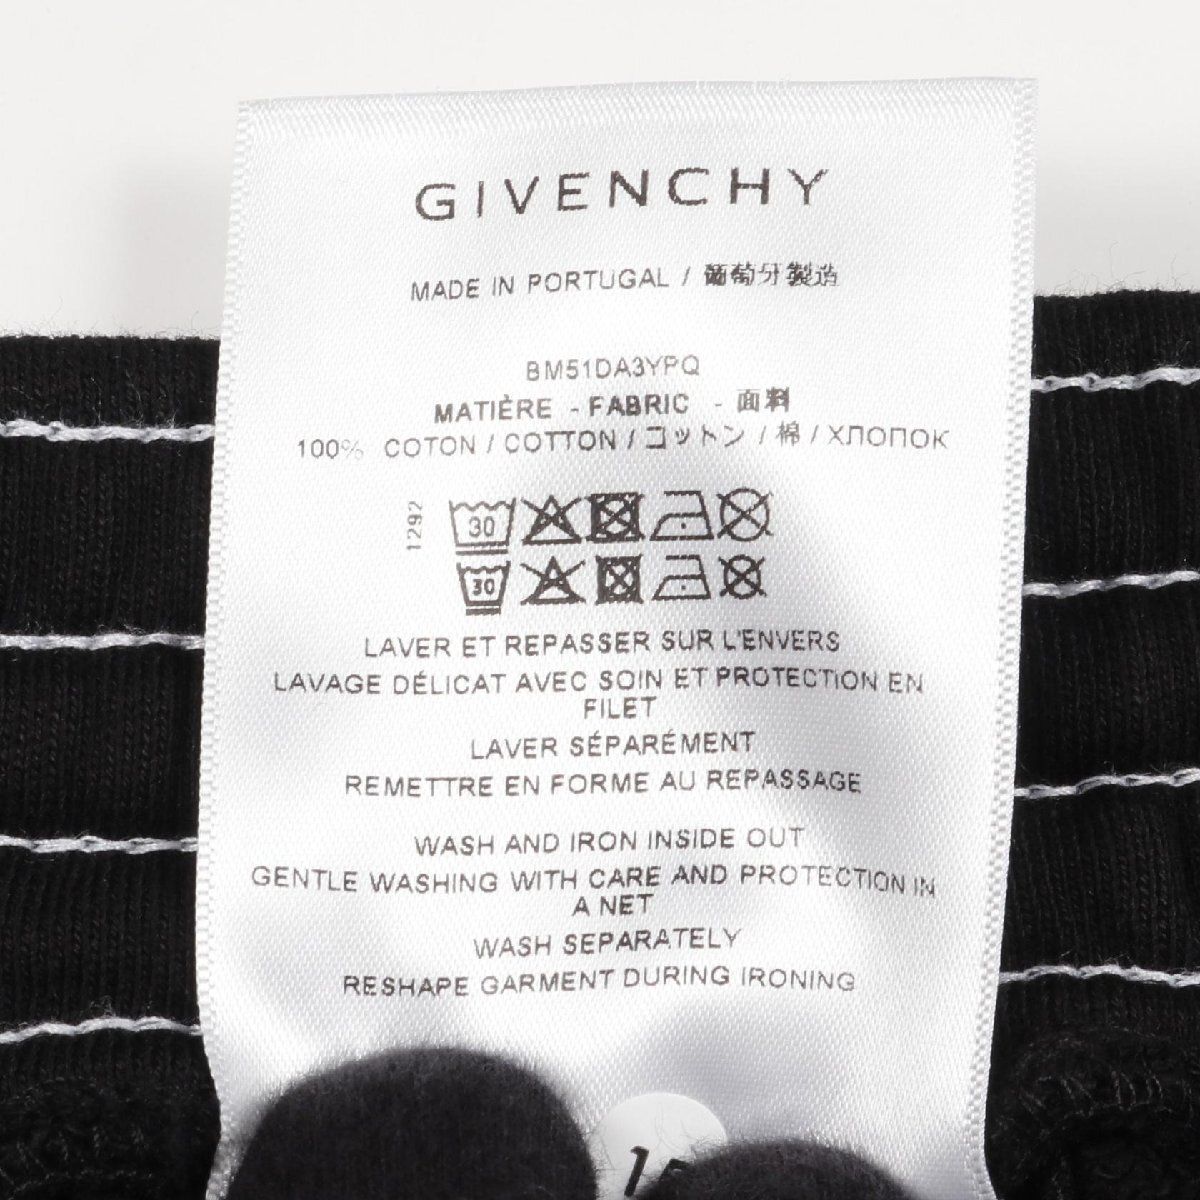 GIVENCHY
MADE IN PORTUGAL / 葡萄牙製造
BM51DA3YPQ
MATIÈRE - FABRIC - 面料
100% COTON / COTTON / コットン / 棉 / ХЛОПОК
1292
30
30
LAVER ET REPASSER SUR L'ENVERS
LAVAGE DÉLICAT AVEC SOIN ET PROTECTION EN
FILET
LAVER SÉPARÉMENT
REMETTRE EN FORME AU REPASSAGE
WASH AND IRON INSIDE OUT
GENTLE WASHING WITH CARE AND PROTECTION IN
A NET
WASH SEPARATELY
RESHAPE GARMENT DURING IRONING